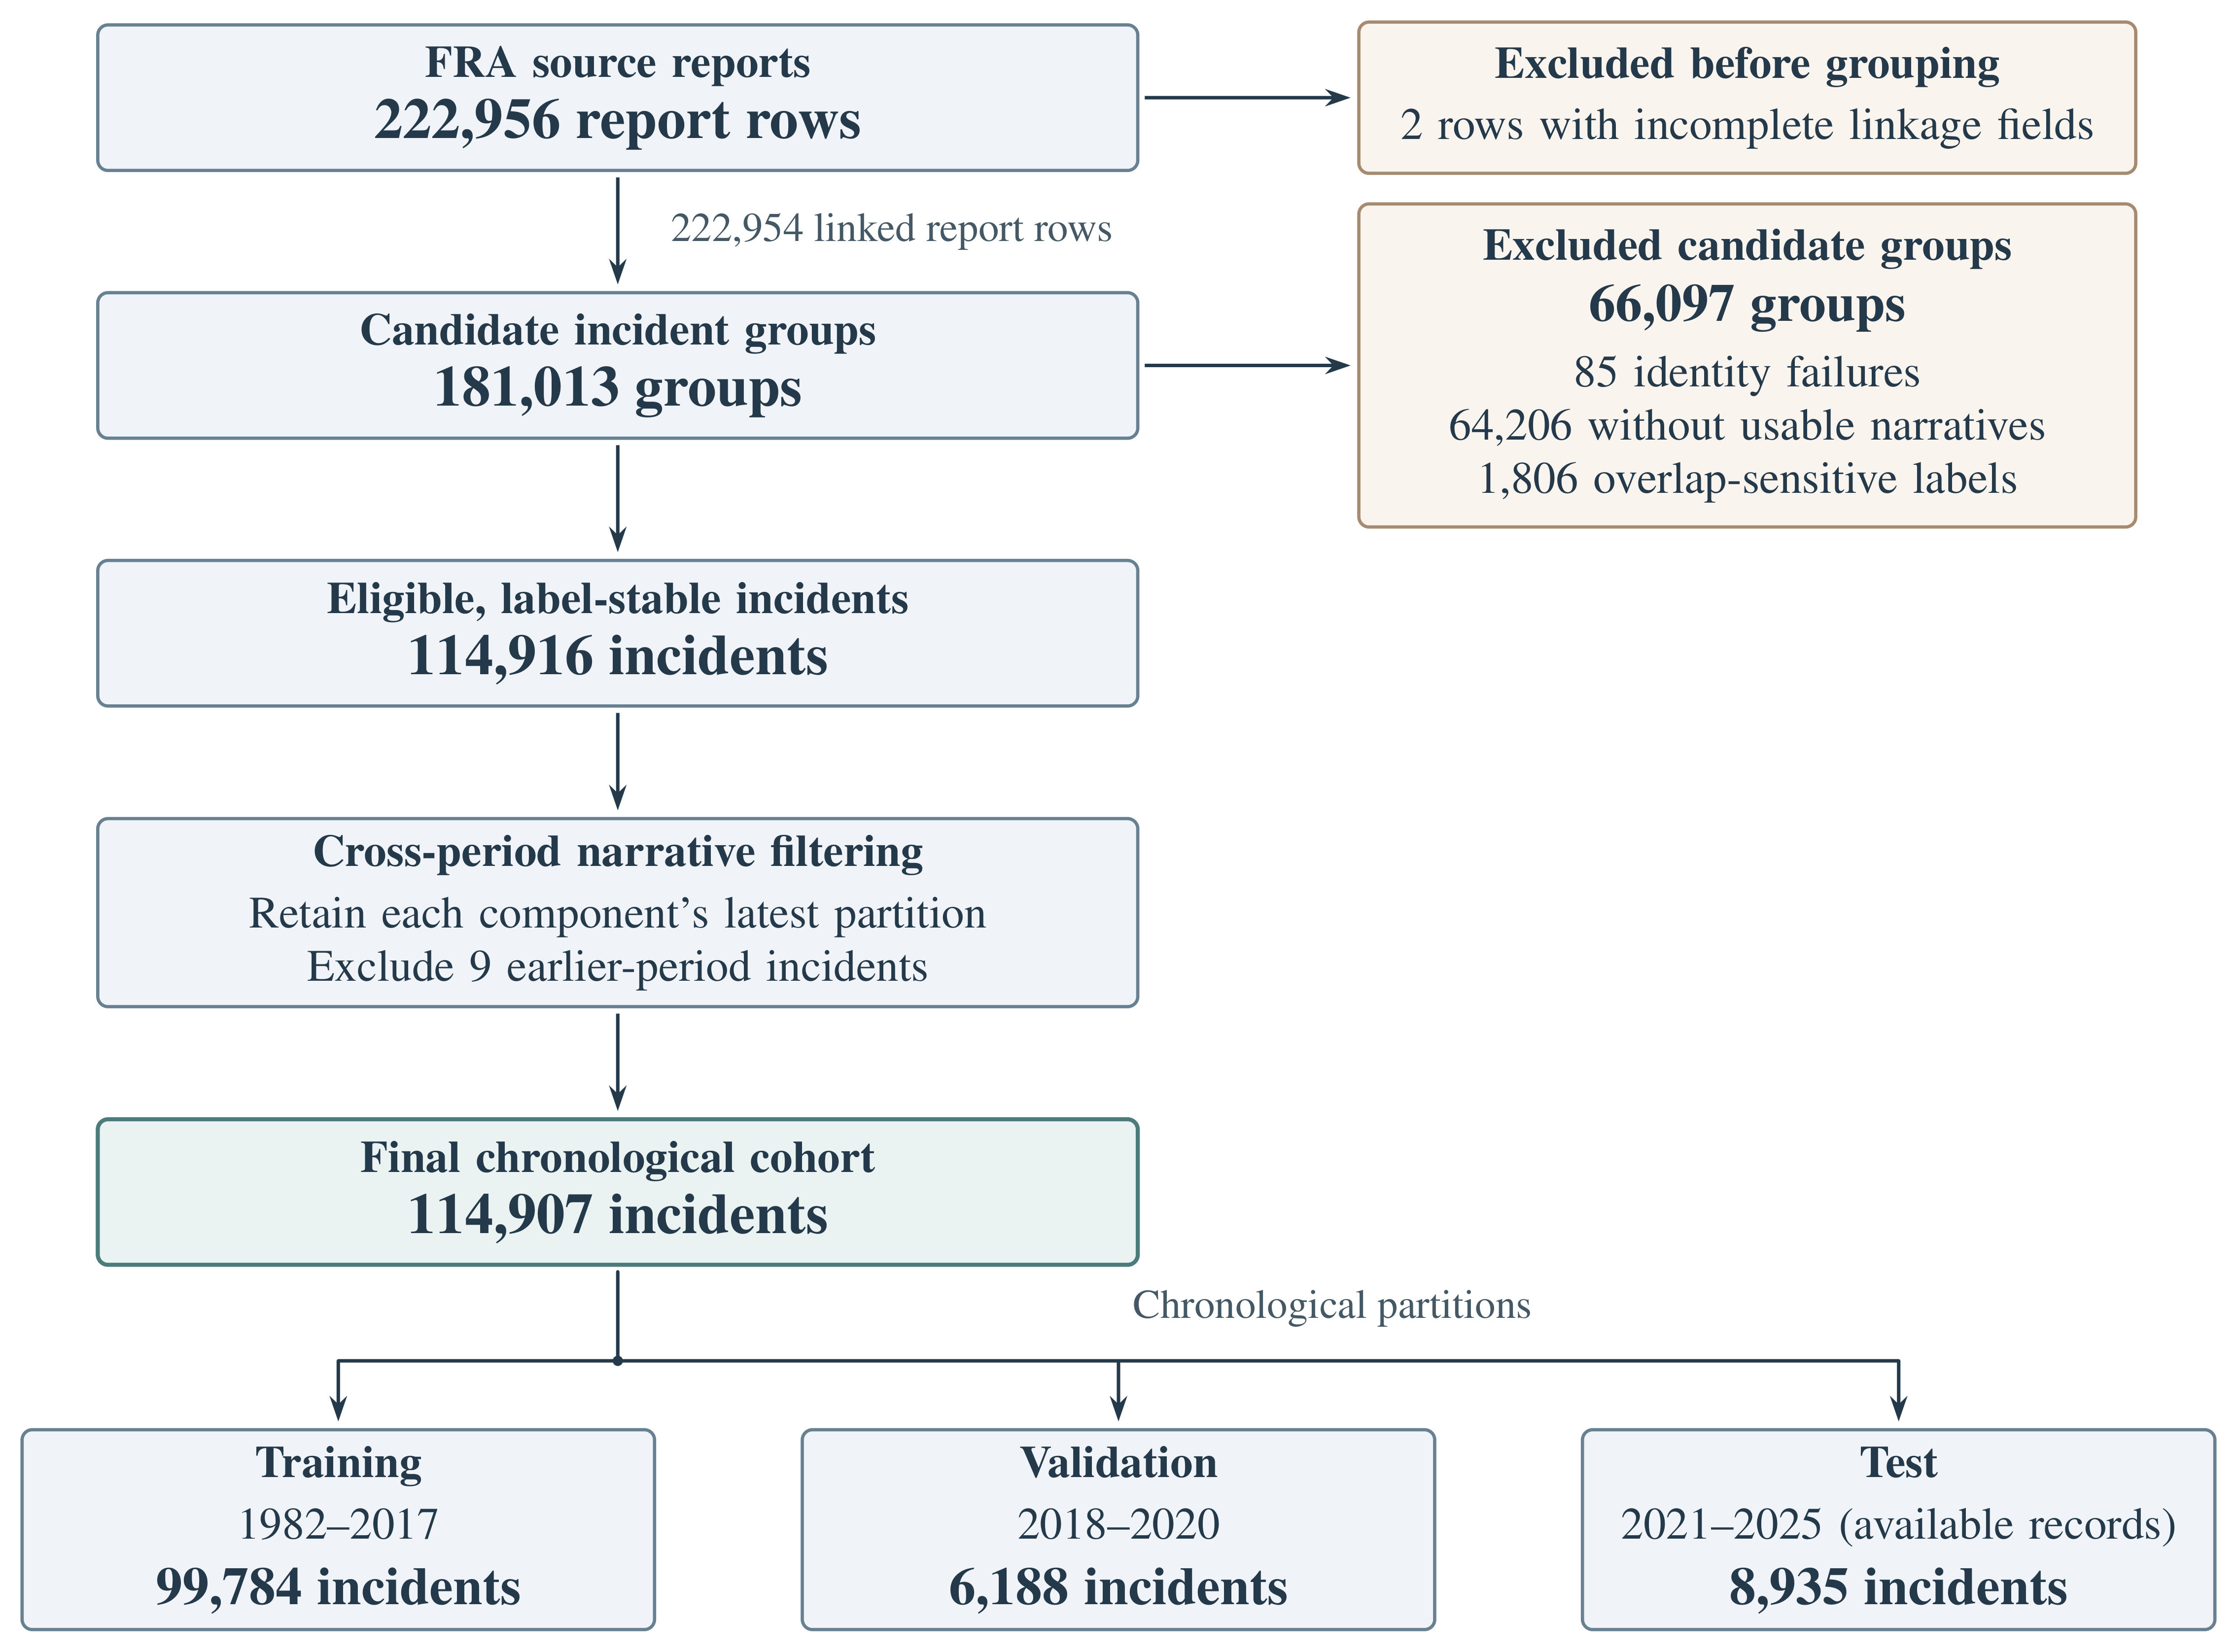 FRA source reports
222,956 report rows
Excluded before grouping
2 rows with incomplete linkage fields
222,954 linked report rows
Candidate incident groups
181,013 groups
Excluded candidate groups
66,097 groups
85 identity failures
64,206 without usable narratives
1,806 overlap-sensitive labels
Eligible, label-stable incidents
114,916 incidents
Cross-period narrative filtering
Retain each component’s latest partition
Exclude 9 earlier-period incidents
Final chronological cohort
114,907 incidents
Chronological partitions
Training
1982–2017
99,784 incidents
Validation
2018–2020
6,188 incidents
Test
2021–2025 (available records)
8,935 incidents